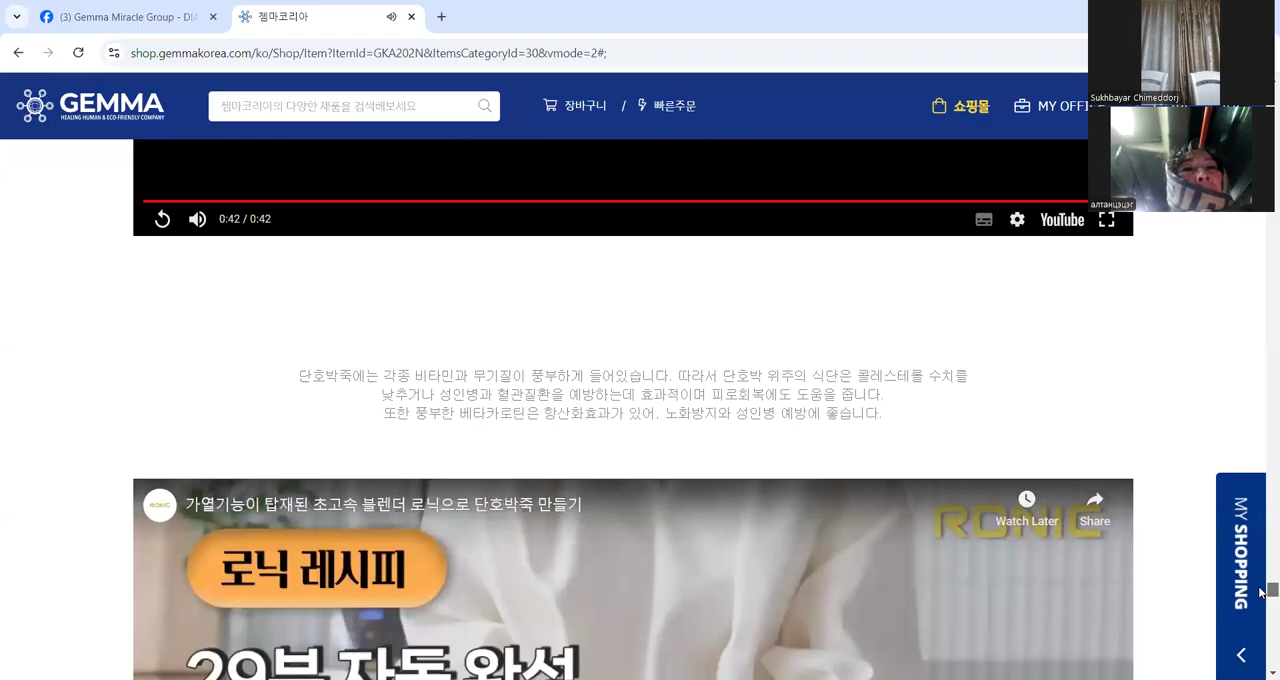 (3) Gemma Miracle Group - DIA
젬마코리아
shop.gemmakorea.com/ko/Shop/Item?ItemId=GKA202N&ItemsCategoryId=30&vmode=2#;
GEMMA
HEALING HUMAN & ECO-FRIENDLY COMPANY
젬마코리아의 다양한 제품을 검색해보세요
장바구니 / 빠른주문
쇼핑몰
MY OFFI
Sukhbayar Chimeddorj
алтанцэцэг
0:42 / 0:42
YouTube
단호박죽에는 각종 비타민과 무기질이 풍부하게 들어있습니다. 따라서 단호박 위주의 식단은 콜레스테롤 수치를
낮추거나 성인병과 혈관질환을 예방하는데 효과적이며 피로회복에도 도움을 줍니다.
또한 풍부한 베타카로틴은 항산화효과가 있어, 노화방지와 성인병 예방에 좋습니다.
RONIC
가열기능이 탑재된 초고속 블렌더 로닉으로 단호박죽 만들기
Watch Later
Share
RONIC
로닉 레시피
29분 자동 완성
MY SHOPPING